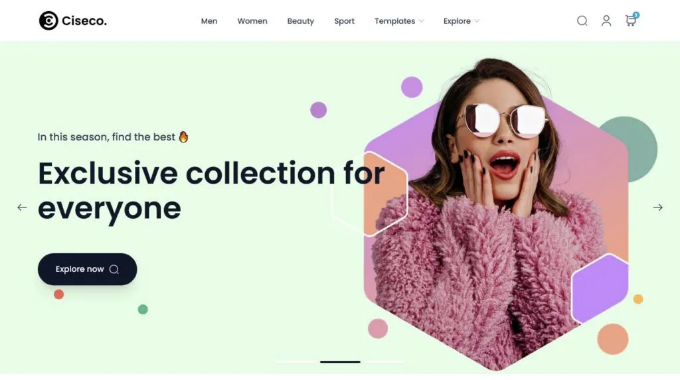 Ciseco.
Men Women Beauty Sport Templates Explore
In this season, find the best 🔥
Exclusive collection for
everyone
Explore now